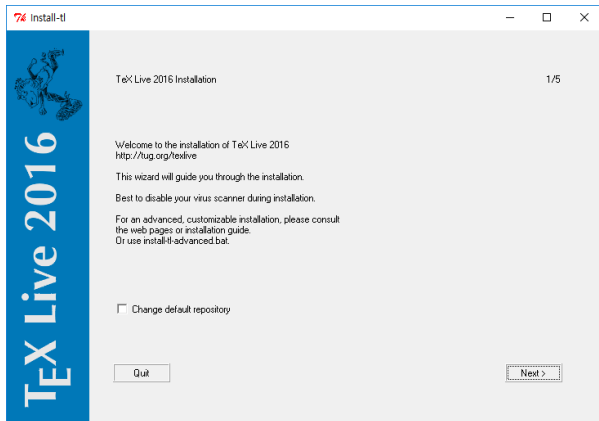 Install-tl
TeX Live 2016
TeX Live 2016 Installation 1/5
Welcome to the installation of TeX Live 2016
http://tug.org/texlive
This wizard will guide you through the installation.
Best to disable your virus scanner during installation.
For an advanced, customizable installation, please consult
the web pages or installation guide.
Or use install-tl-advanced.bat.
Change default repository
Quit Next >